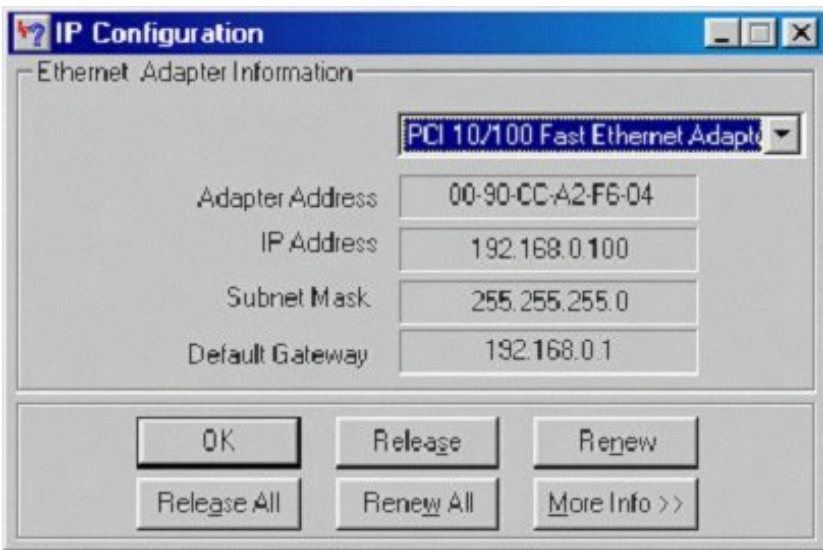 IP Configuration
Ethernet Adapter Information
PCI 10/100 Fast Ethernet Adapte
Adapter Address 00-90-CC-A2-F6-04
IP Address 192.168.0.100
Subnet Mask 255.255.255.0
Default Gateway 192.168.0.1
OK Release Renew
Release All Renew All More Info >>